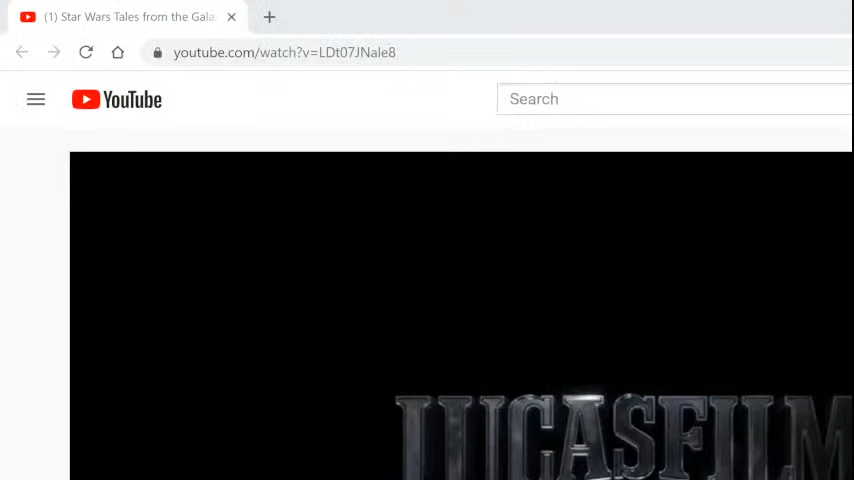 (1) Star Wars Tales from the Gala
youtube.com/watch?v=LDt07JNale8
YouTube
Search
LUCASFILM